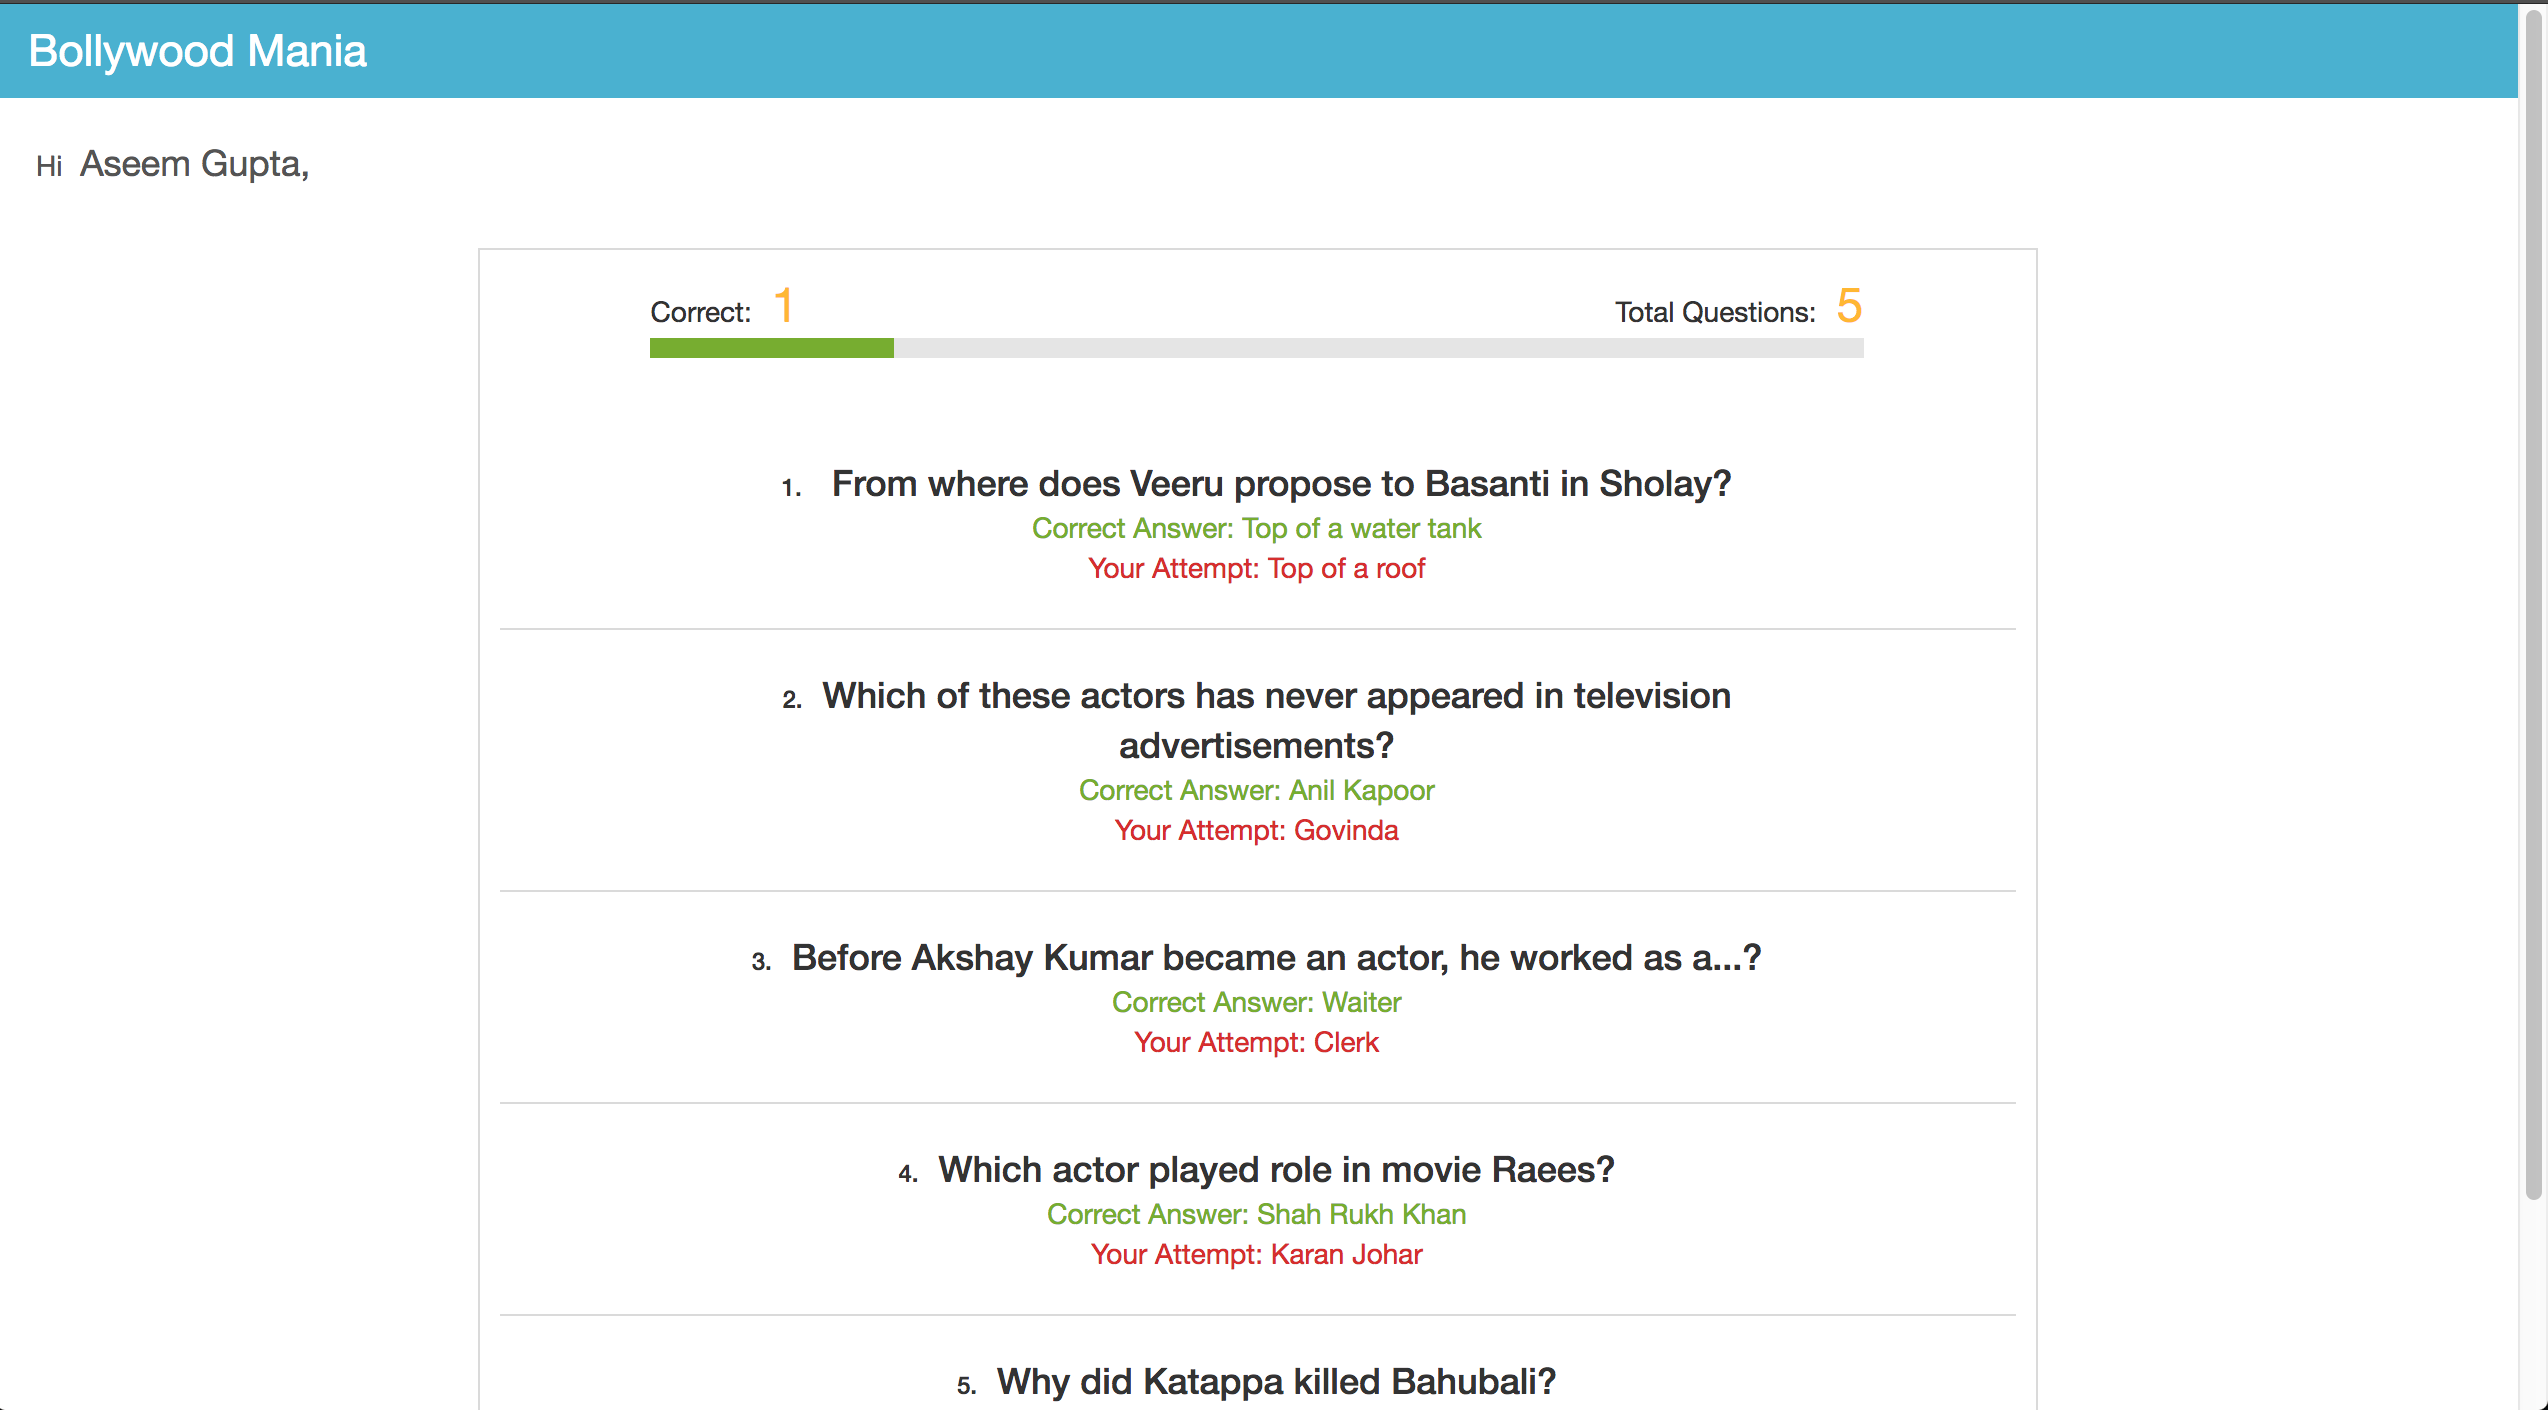 Bollywood Mania
Hi Aseem Gupta,
Correct: 1 Total Questions: 5
1. From where does Veeru propose to Basanti in Sholay?
Correct Answer: Top of a water tank
Your Attempt: Top of a roof
2. Which of these actors has never appeared in television
advertisements?
Correct Answer: Anil Kapoor
Your Attempt: Govinda
3. Before Akshay Kumar became an actor, he worked as a...?
Correct Answer: Waiter
Your Attempt: Clerk
4. Which actor played role in movie Raees?
Correct Answer: Shah Rukh Khan
Your Attempt: Karan Johar
5. Why did Katappa killed Bahubali?